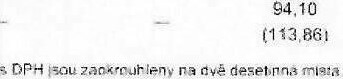 — — 94,10
(113,86)
s DPH jsou zaokrouhleny na dvě desetinná místa